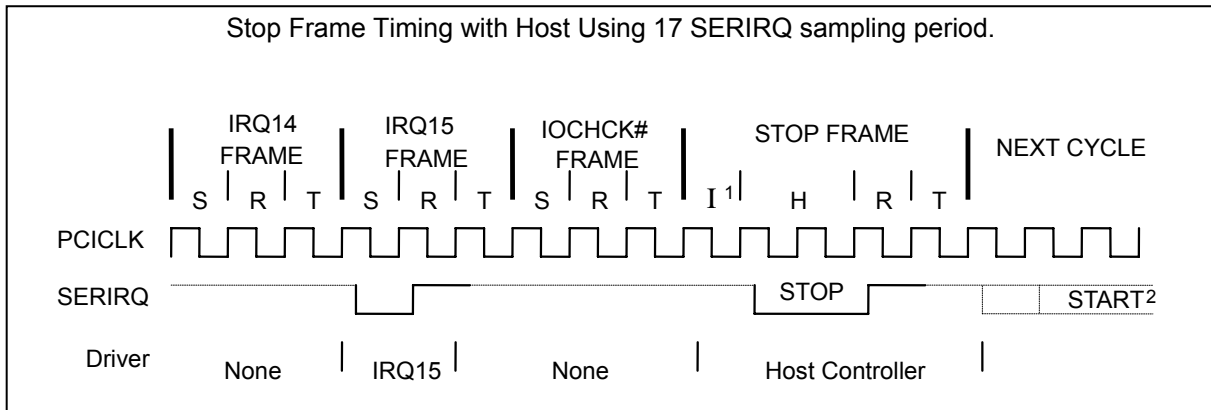 Stop Frame Timing with Host Using 17 SERIRQ sampling period.
IRQ14 FRAME
IRQ15 FRAME
IOCHCK# FRAME
STOP FRAME
NEXT CYCLE
S R T S R T S R T I 1 H R T
PCICLK
SERIRQ STOP START2
Driver None IRQ15 None Host Controller